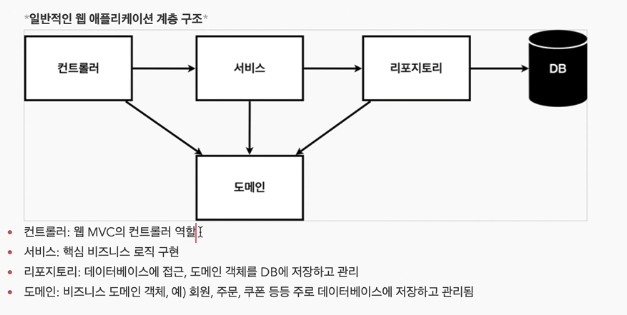 *일반적인 웹 애플리케이션 계층 구조*
컨트롤러
서비스
리포지토리
DB
도메인
• 컨트롤러: 웹 MVC의 컨트롤러 역할
• 서비스: 핵심 비즈니스 로직 구현
• 리포지토리: 데이터베이스에 접근, 도메인 객체를 DB에 저장하고 관리
• 도메인: 비즈니스 도메인 객체, 예) 회원, 주문, 쿠폰 등등 주로 데이터베이스에 저장하고 관리됨